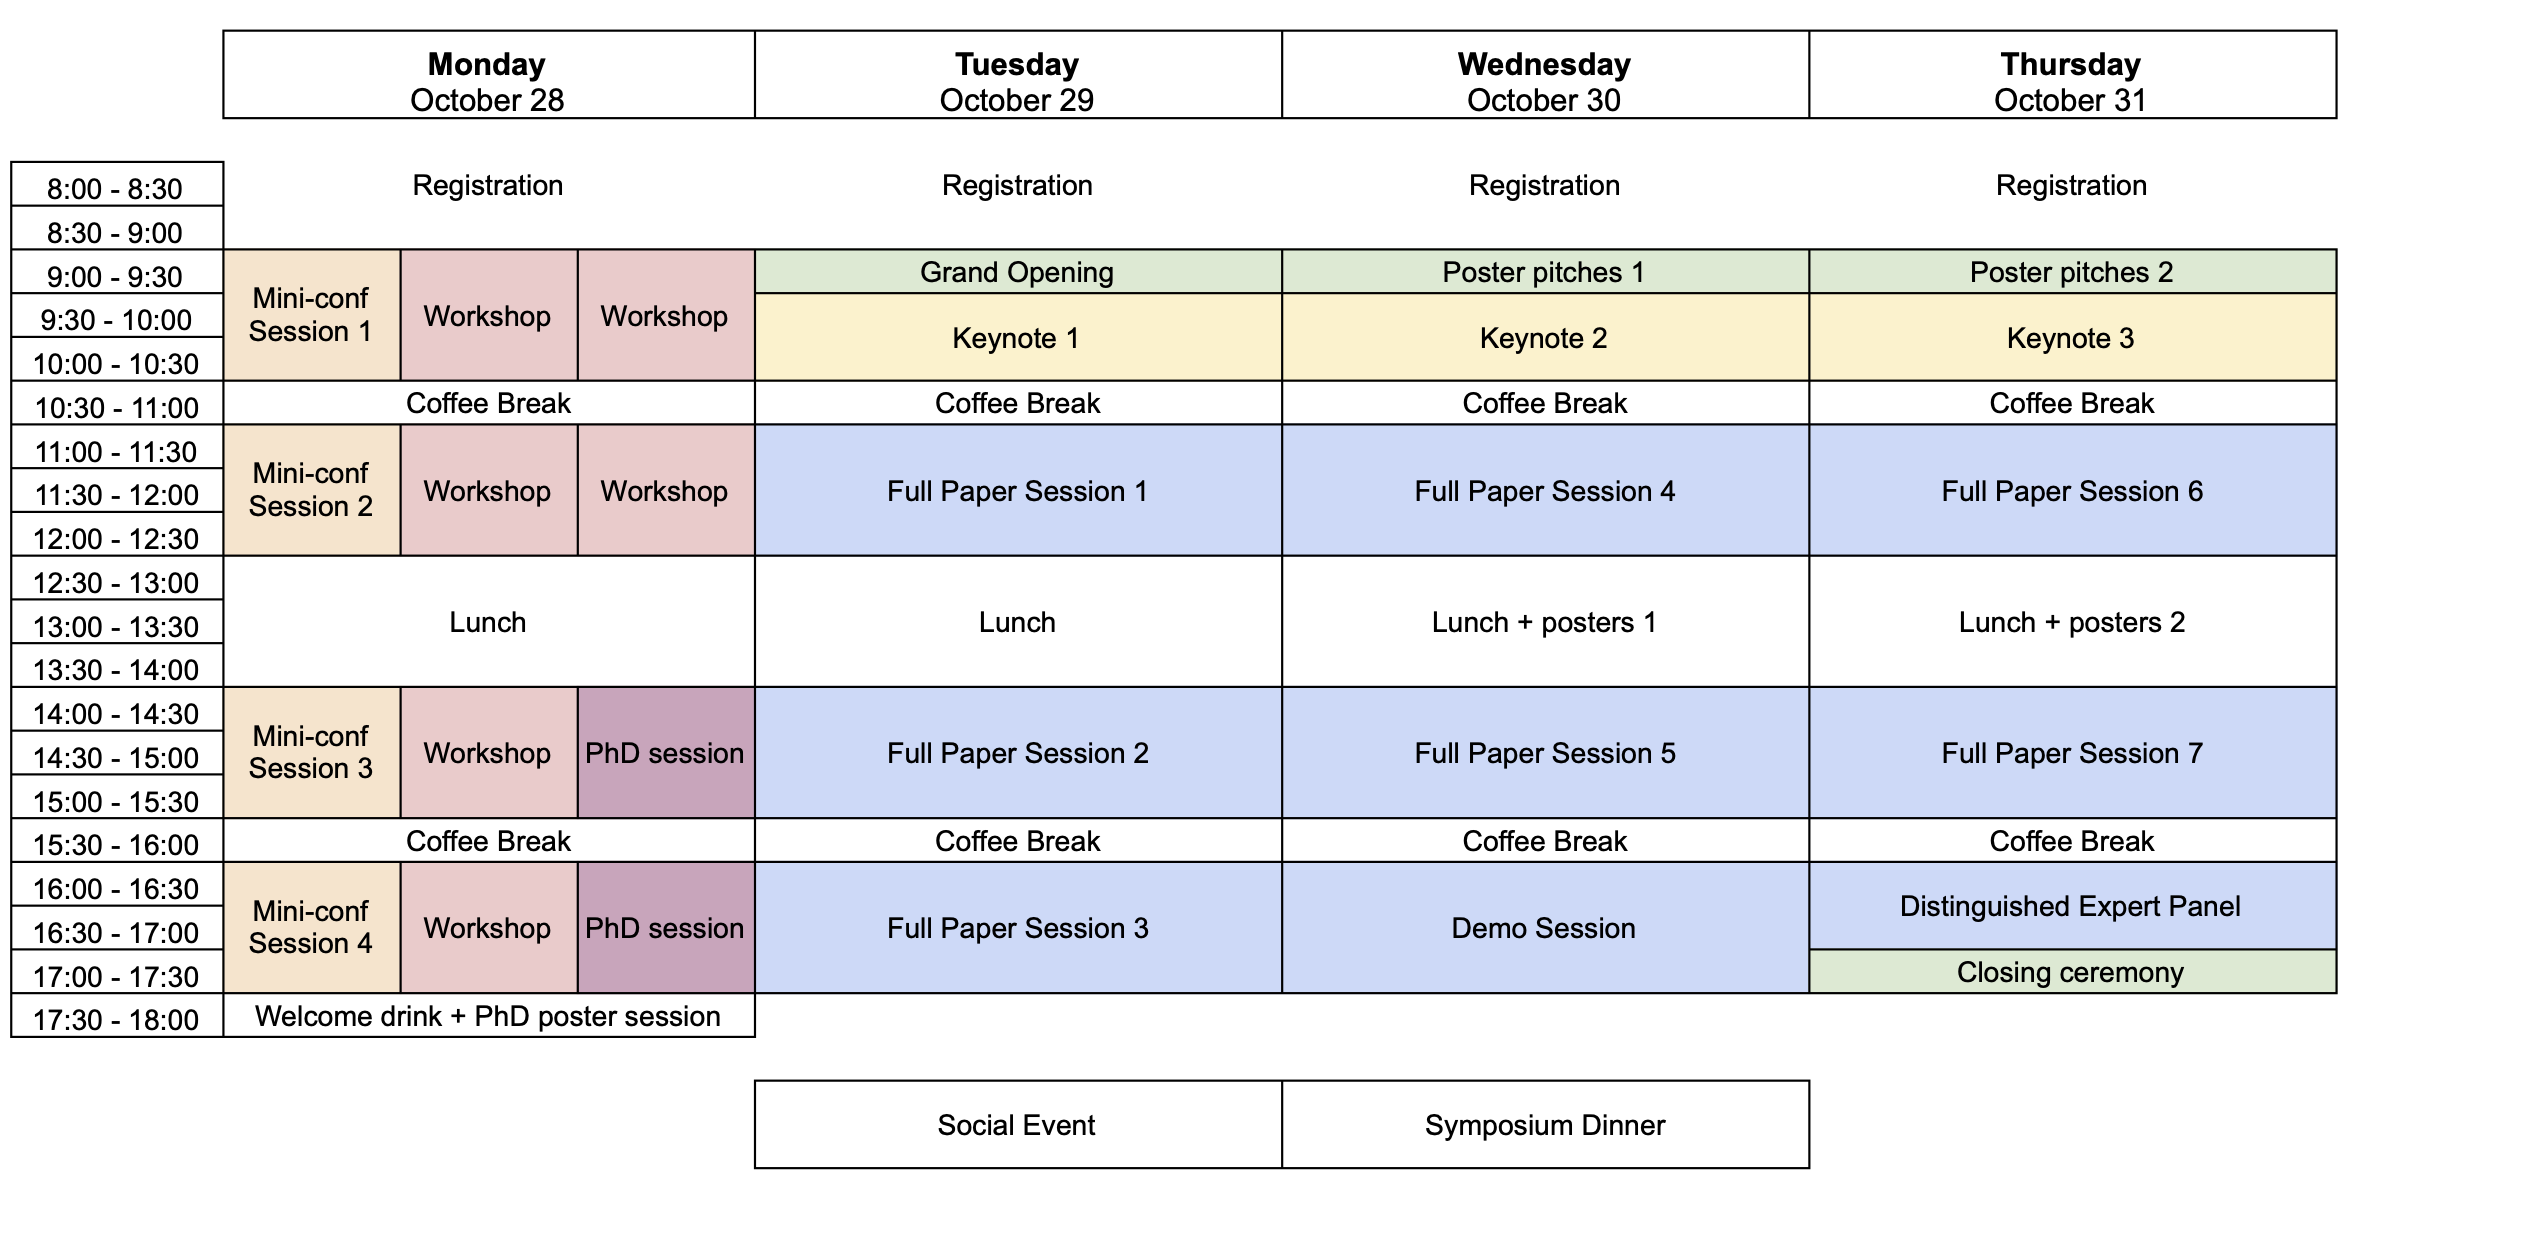 Monday Tuesday Wednesday Thursday
October 28 October 29 October 30 October 31
8:00 - 8:30 Registration Registration Registration Registration
8:30 - 9:00
9:00 - 9:30 Mini-conf Session 1 Workshop Workshop Grand Opening Poster pitches 1 Poster pitches 2
9:30 - 10:00 Keynote 1 Keynote 2 Keynote 3
10:00 - 10:30
10:30 - 11:00 Coffee Break Coffee Break Coffee Break Coffee Break
11:00 - 11:30 Mini-conf Session 2 Workshop Workshop Full Paper Session 1 Full Paper Session 4 Full Paper Session 6
11:30 - 12:00
12:00 - 12:30
12:30 - 13:00 Lunch Lunch Lunch + posters 1 Lunch + posters 2
13:00 - 13:30
13:30 - 14:00
14:00 - 14:30 Mini-conf Session 3 Workshop PhD session Full Paper Session 2 Full Paper Session 5 Full Paper Session 7
14:30 - 15:00
15:00 - 15:30
15:30 - 16:00 Coffee Break Coffee Break Coffee Break Coffee Break
16:00 - 16:30 Mini-conf Session 4 Workshop PhD session Full Paper Session 3 Demo Session Distinguished Expert Panel
16:30 - 17:00
17:00 - 17:30 Closing ceremony
17:30 - 18:00 Welcome drink + PhD poster session
Social Event Symposium Dinner